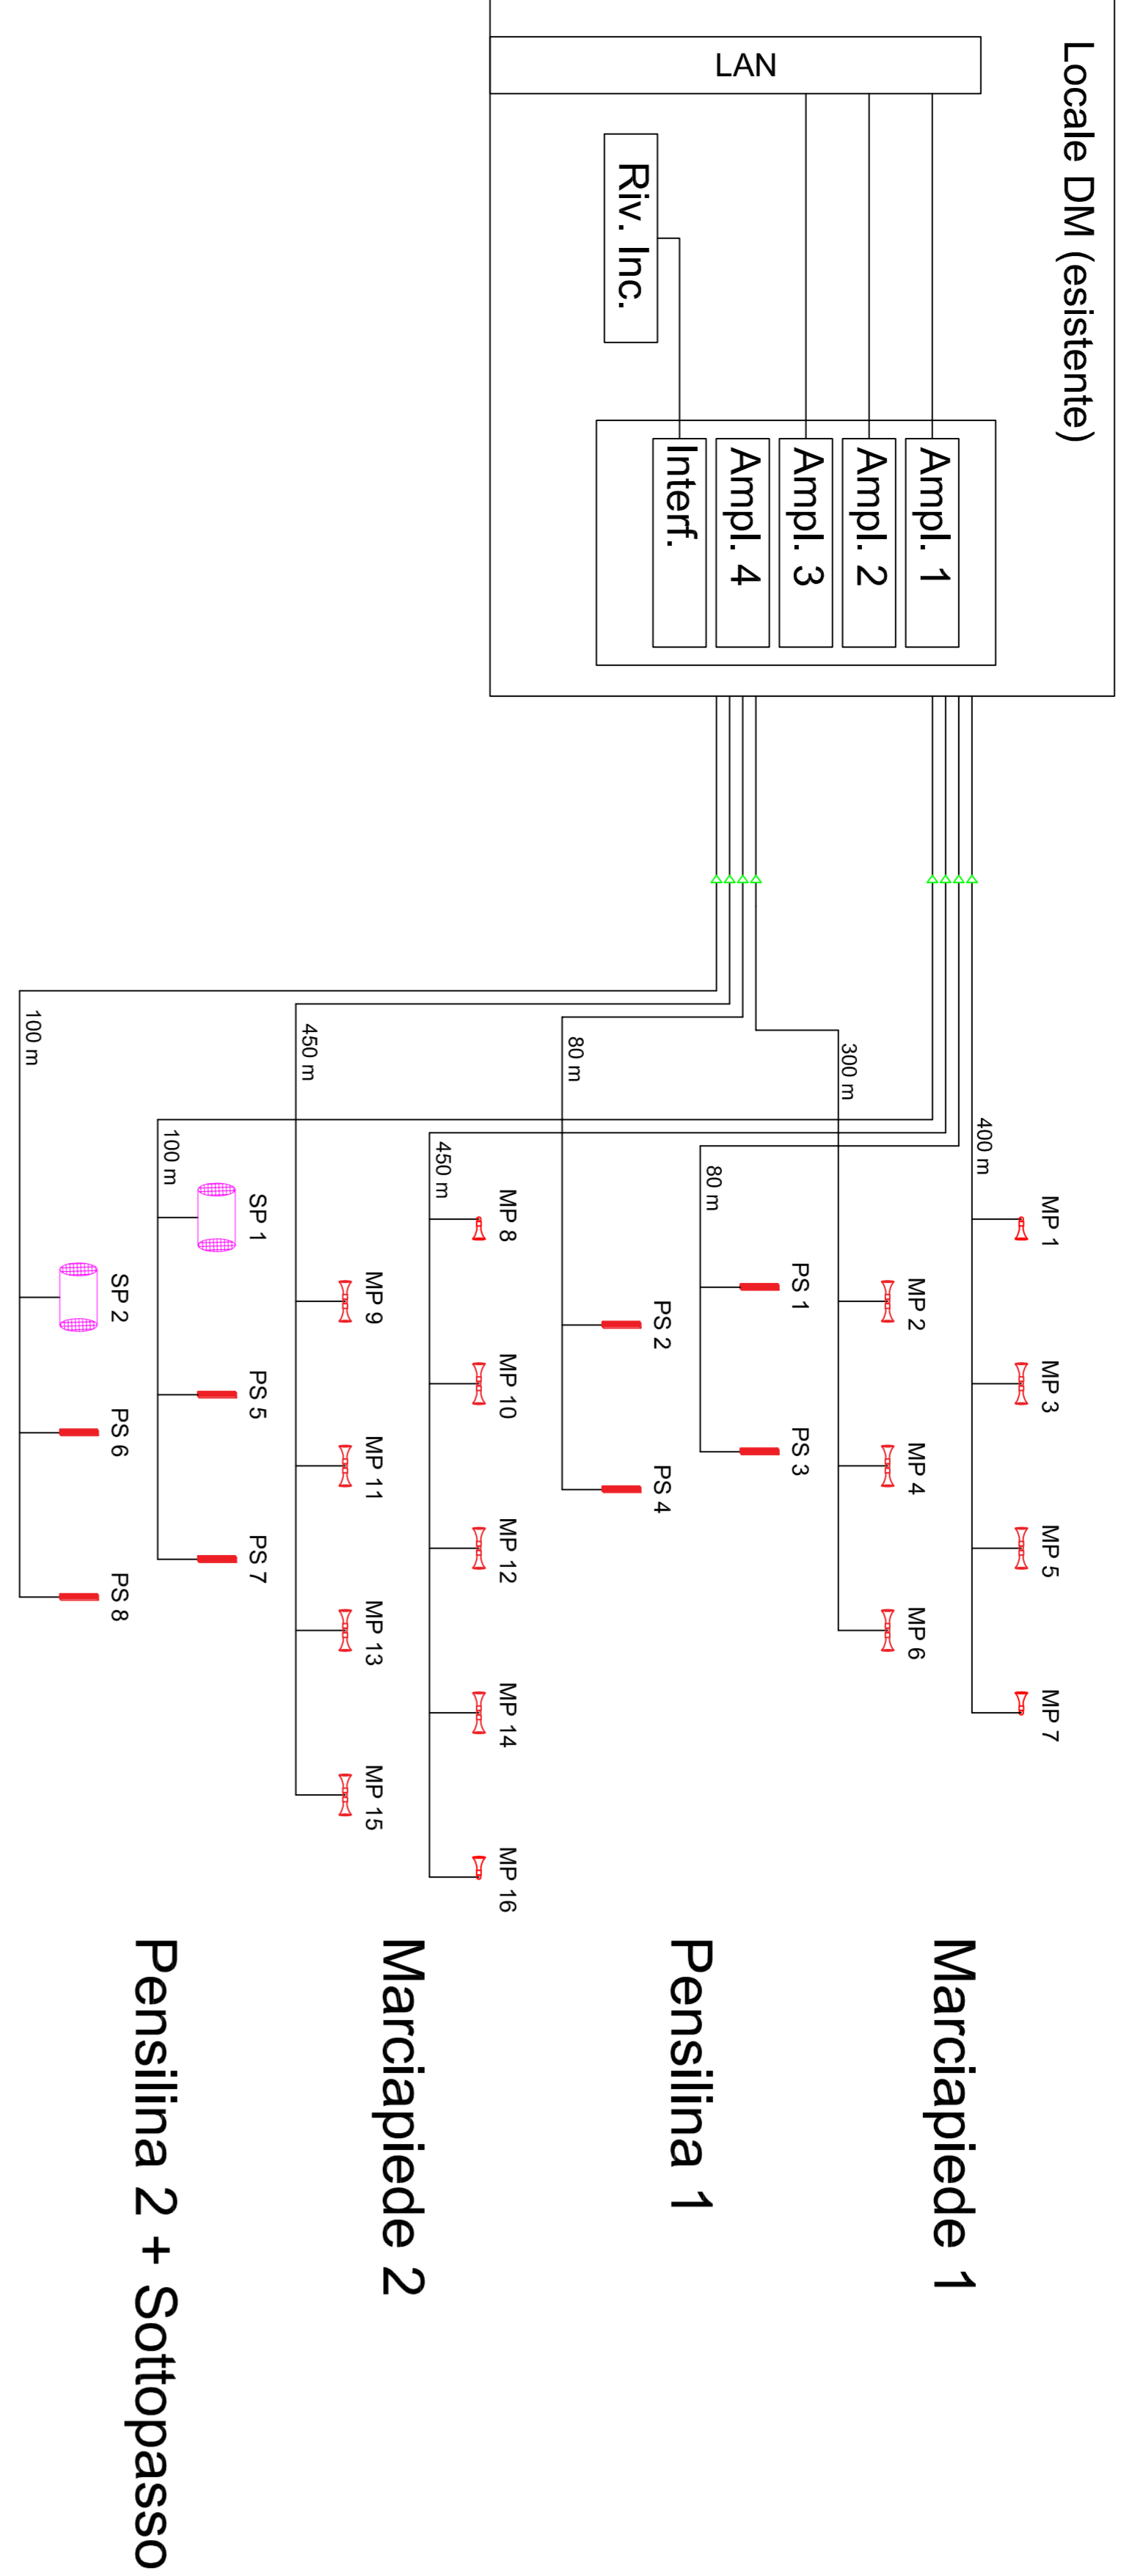 Locale DM (esistente)
LAN
Riv. Inc.
Ampl. 1
Ampl. 2
Ampl. 3
Ampl. 4
Interf.
400 m
MP 1
MP 3
MP 5
MP 7
300 m
MP 2
MP 4
MP 6
Marciapiede 1
80 m
PS 1
PS 3
80 m
PS 2
PS 4
Pensilina 1
450 m
MP 8
MP 10
MP 12
MP 14
MP 16
450 m
MP 9
MP 11
MP 13
MP 15
Marciapiede 2
100 m
SP 1
PS 5
PS 7
100 m
SP 2
PS 6
PS 8
Pensilina 2 + Sottopasso